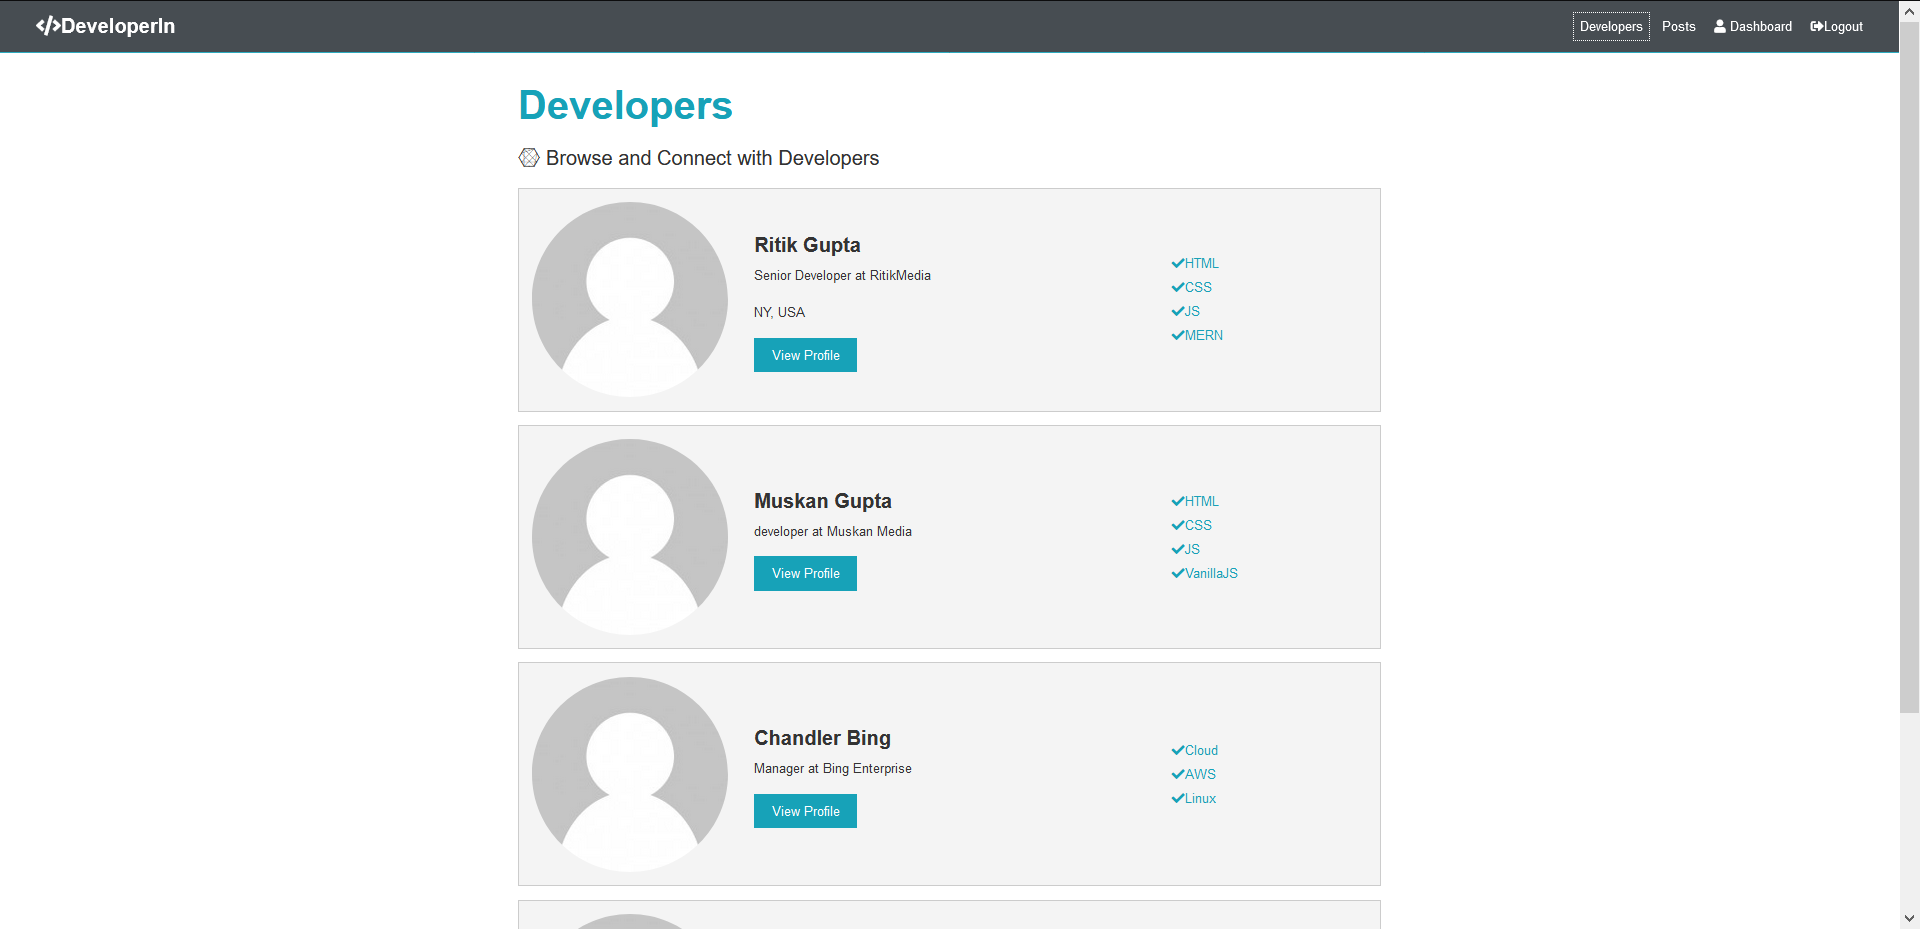 </>DeveloperIn
Developers Posts Dashboard Logout
Developers
Browse and Connect with Developers
Ritik Gupta
Senior Developer at RitikMedia
NY, USA
View Profile
HTML
CSS
JS
MERN
Muskan Gupta
developer at Muskan Media
View Profile
HTML
CSS
JS
VanillaJS
Chandler Bing
Manager at Bing Enterprise
View Profile
Cloud
AWS
Linux